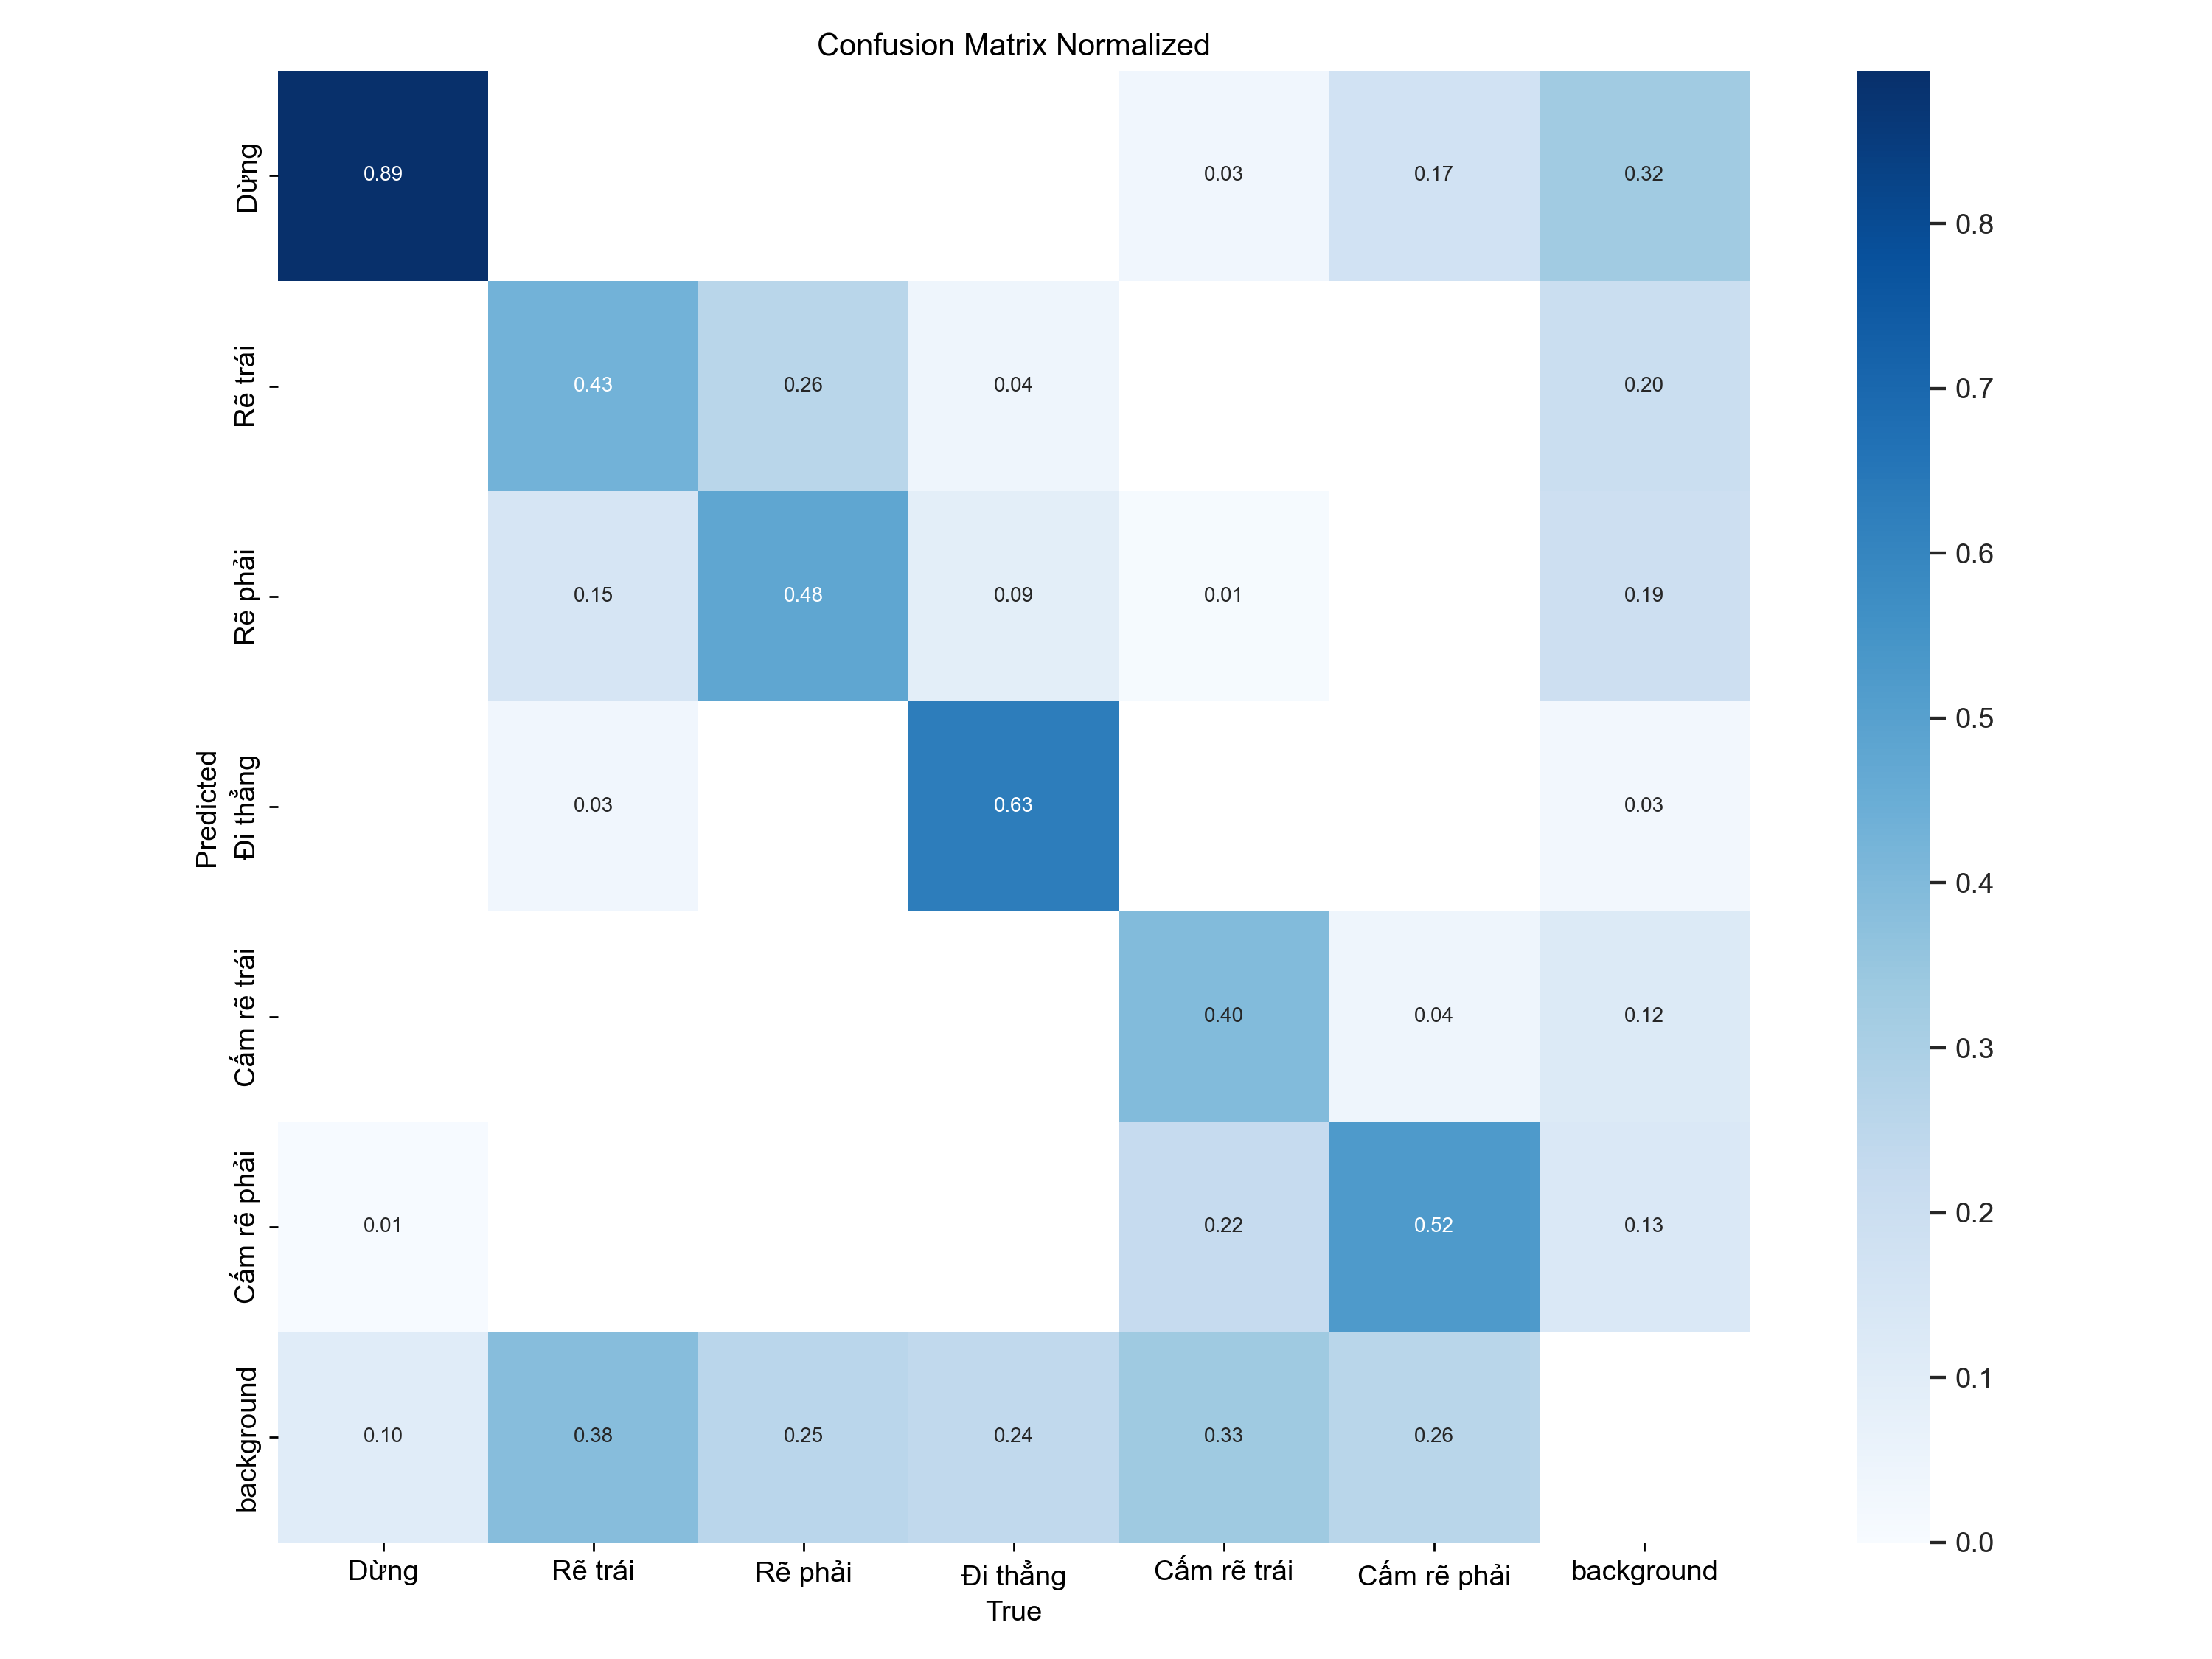 Confusion Matrix Normalized
Dừng 0.89 0.03 0.17 0.32
Rẽ trái 0.43 0.26 0.04 0.20
Rẽ phải 0.15 0.48 0.09 0.01 0.19
Predicted
Đi thẳng 0.03 0.63 0.03
Cấm rẽ trái 0.40 0.04 0.12
Cấm rẽ phải 0.01 0.22 0.52 0.13
background 0.10 0.38 0.25 0.24 0.33 0.26
Dừng Rẽ trái Rẽ phải Đi thẳng Cấm rẽ trái Cấm rẽ phải background
True
0.8
0.7
0.6
0.5
0.4
0.3
0.2
0.1
0.0